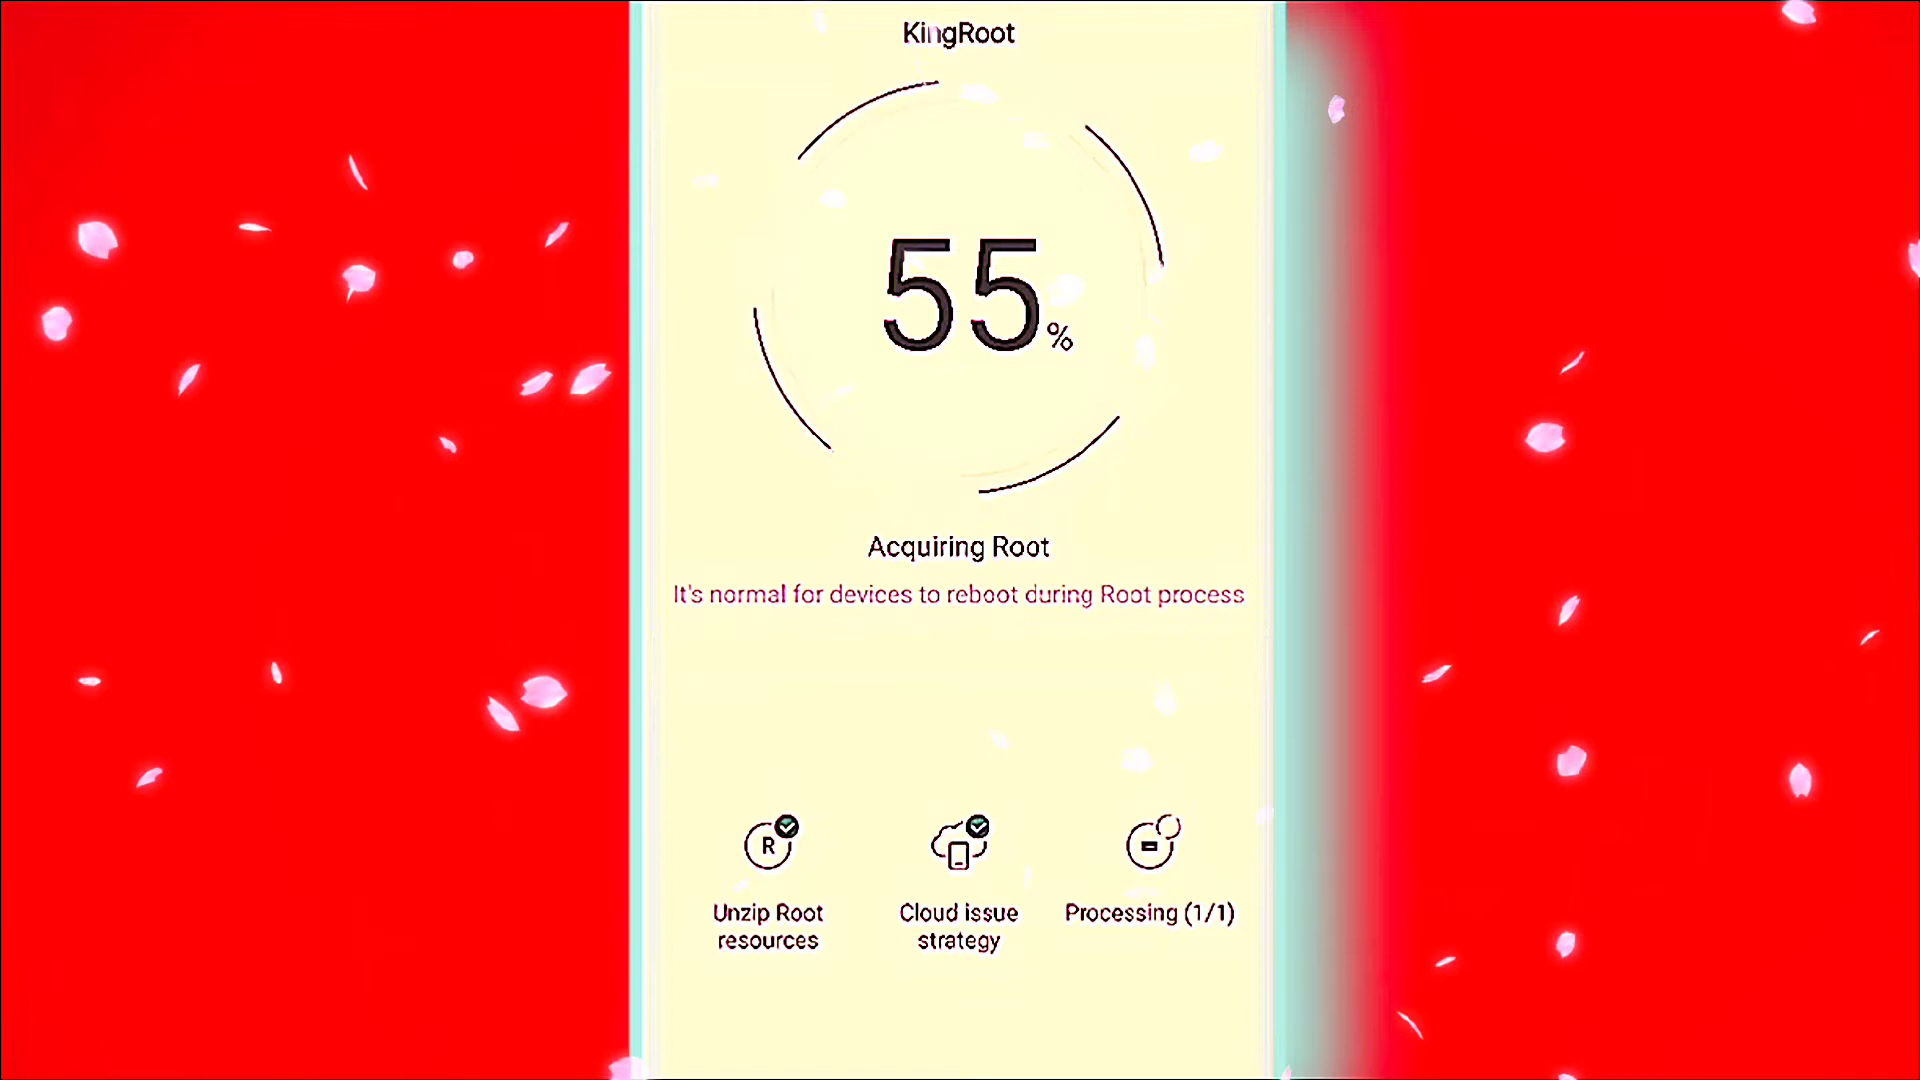 KingRoot
55%
Acquiring Root
It's normal for devices to reboot during Root process
R
Unzip Root
resources
Cloud issue
strategy
Processing (1/1)